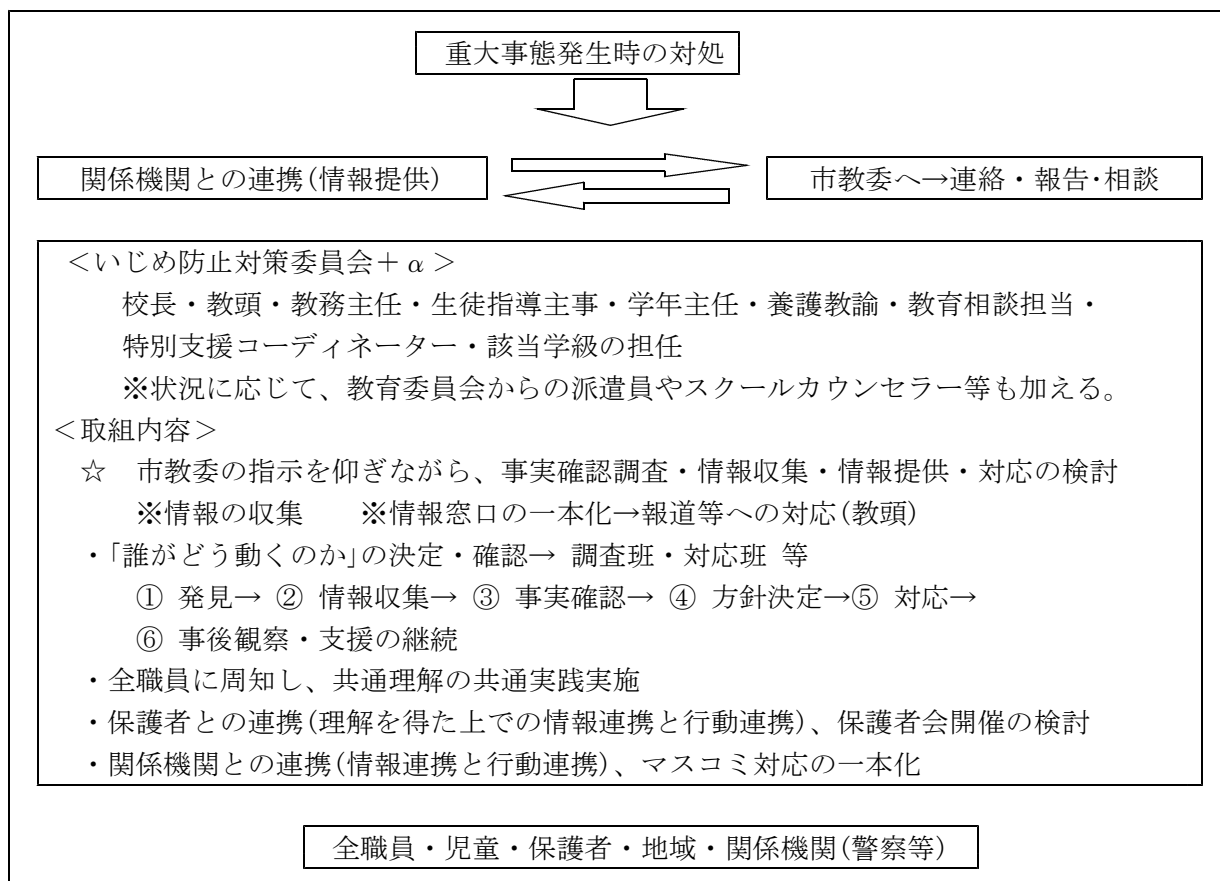 重大事態発生時の対処
関係機関との連携(情報提供)
市教委へ→連絡・報告･相談
＜いじめ防止対策委員会＋α＞
校長・教頭・教務主任・生徒指導主事・学年主任・養護教諭・教育相談担当・
特別支援コーディネーター・該当学級の担任
※状況に応じて、教育委員会からの派遣員やスクールカウンセラー等も加える。
＜取組内容＞
☆　市教委の指示を仰ぎながら、事実確認調査・情報収集・情報提供・対応の検討
※情報の収集　　※情報窓口の一本化→報道等への対応(教頭)
・｢誰がどう動くのか｣の決定・確認→ 調査班・対応班 等
① 発見→ ② 情報収集→ ③ 事実確認→ ④ 方針決定→⑤ 対応→
⑥ 事後観察・支援の継続
・全職員に周知し、共通理解の共通実践実施
・保護者との連携(理解を得た上での情報連携と行動連携)、保護者会開催の検討
・関係機関との連携(情報連携と行動連携)、マスコミ対応の一本化
全職員・児童・保護者・地域・関係機関(警察等)